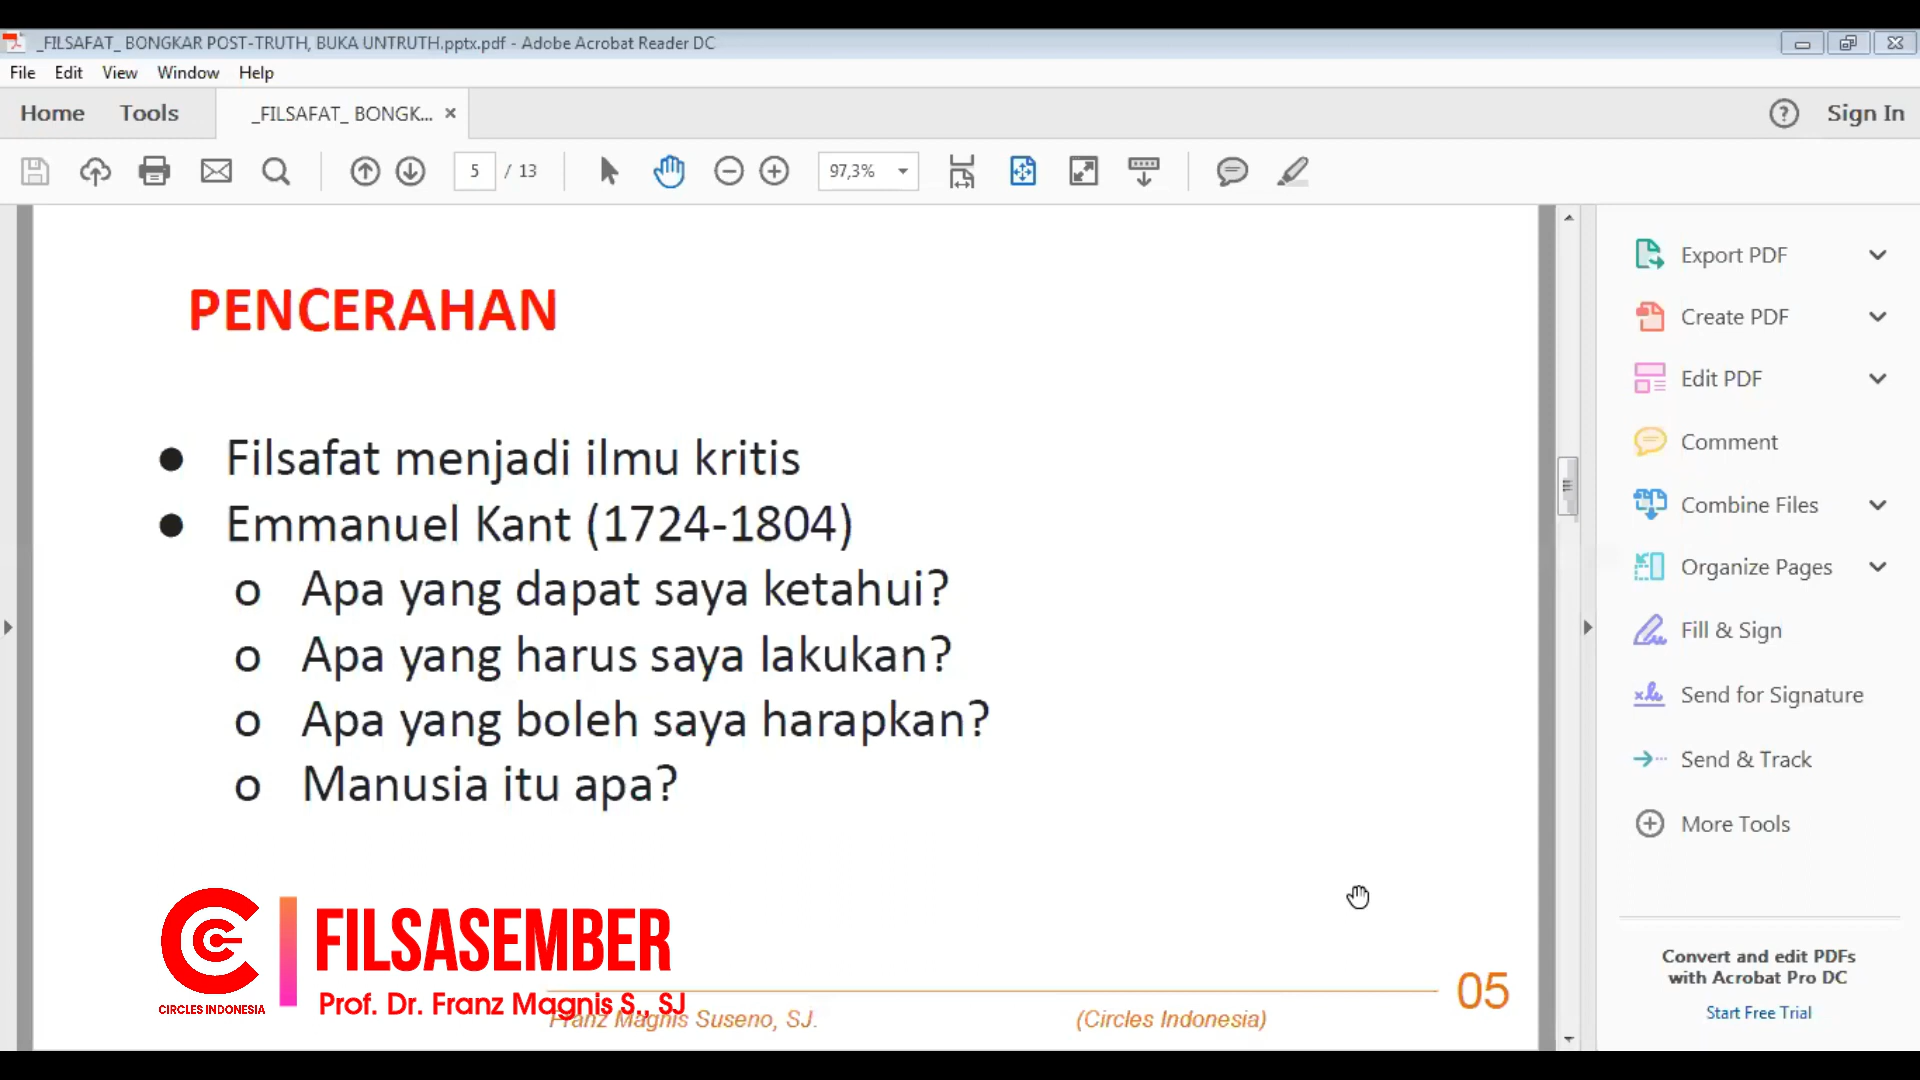 _FILSAFAT_ BONGKAR POST-TRUTH, BUKA UNTRUTH.pptx.pdf - Adobe Acrobat Reader DC
File Edit View Window Help
Home Tools _FILSAFAT_ BONGK... Sign In
5 / 13 97,3%
PENCERAHAN
● Filsafat menjadi ilmu kritis
● Emmanuel Kant (1724-1804)
o Apa yang dapat saya ketahui?
o Apa yang harus saya lakukan?
o Apa yang boleh saya harapkan?
o Manusia itu apa?
CIRCLES INDONESIA
FILSASEMBER
Prof. Dr. Franz Magnis S., SJ
Franz Magnis Suseno, SJ. (Circles Indonesia)
05
Export PDF
Create PDF
Edit PDF
Comment
Combine Files
Organize Pages
Fill & Sign
Send for Signature
Send & Track
More Tools
Convert and edit PDFs
with Acrobat Pro DC
Start Free Trial